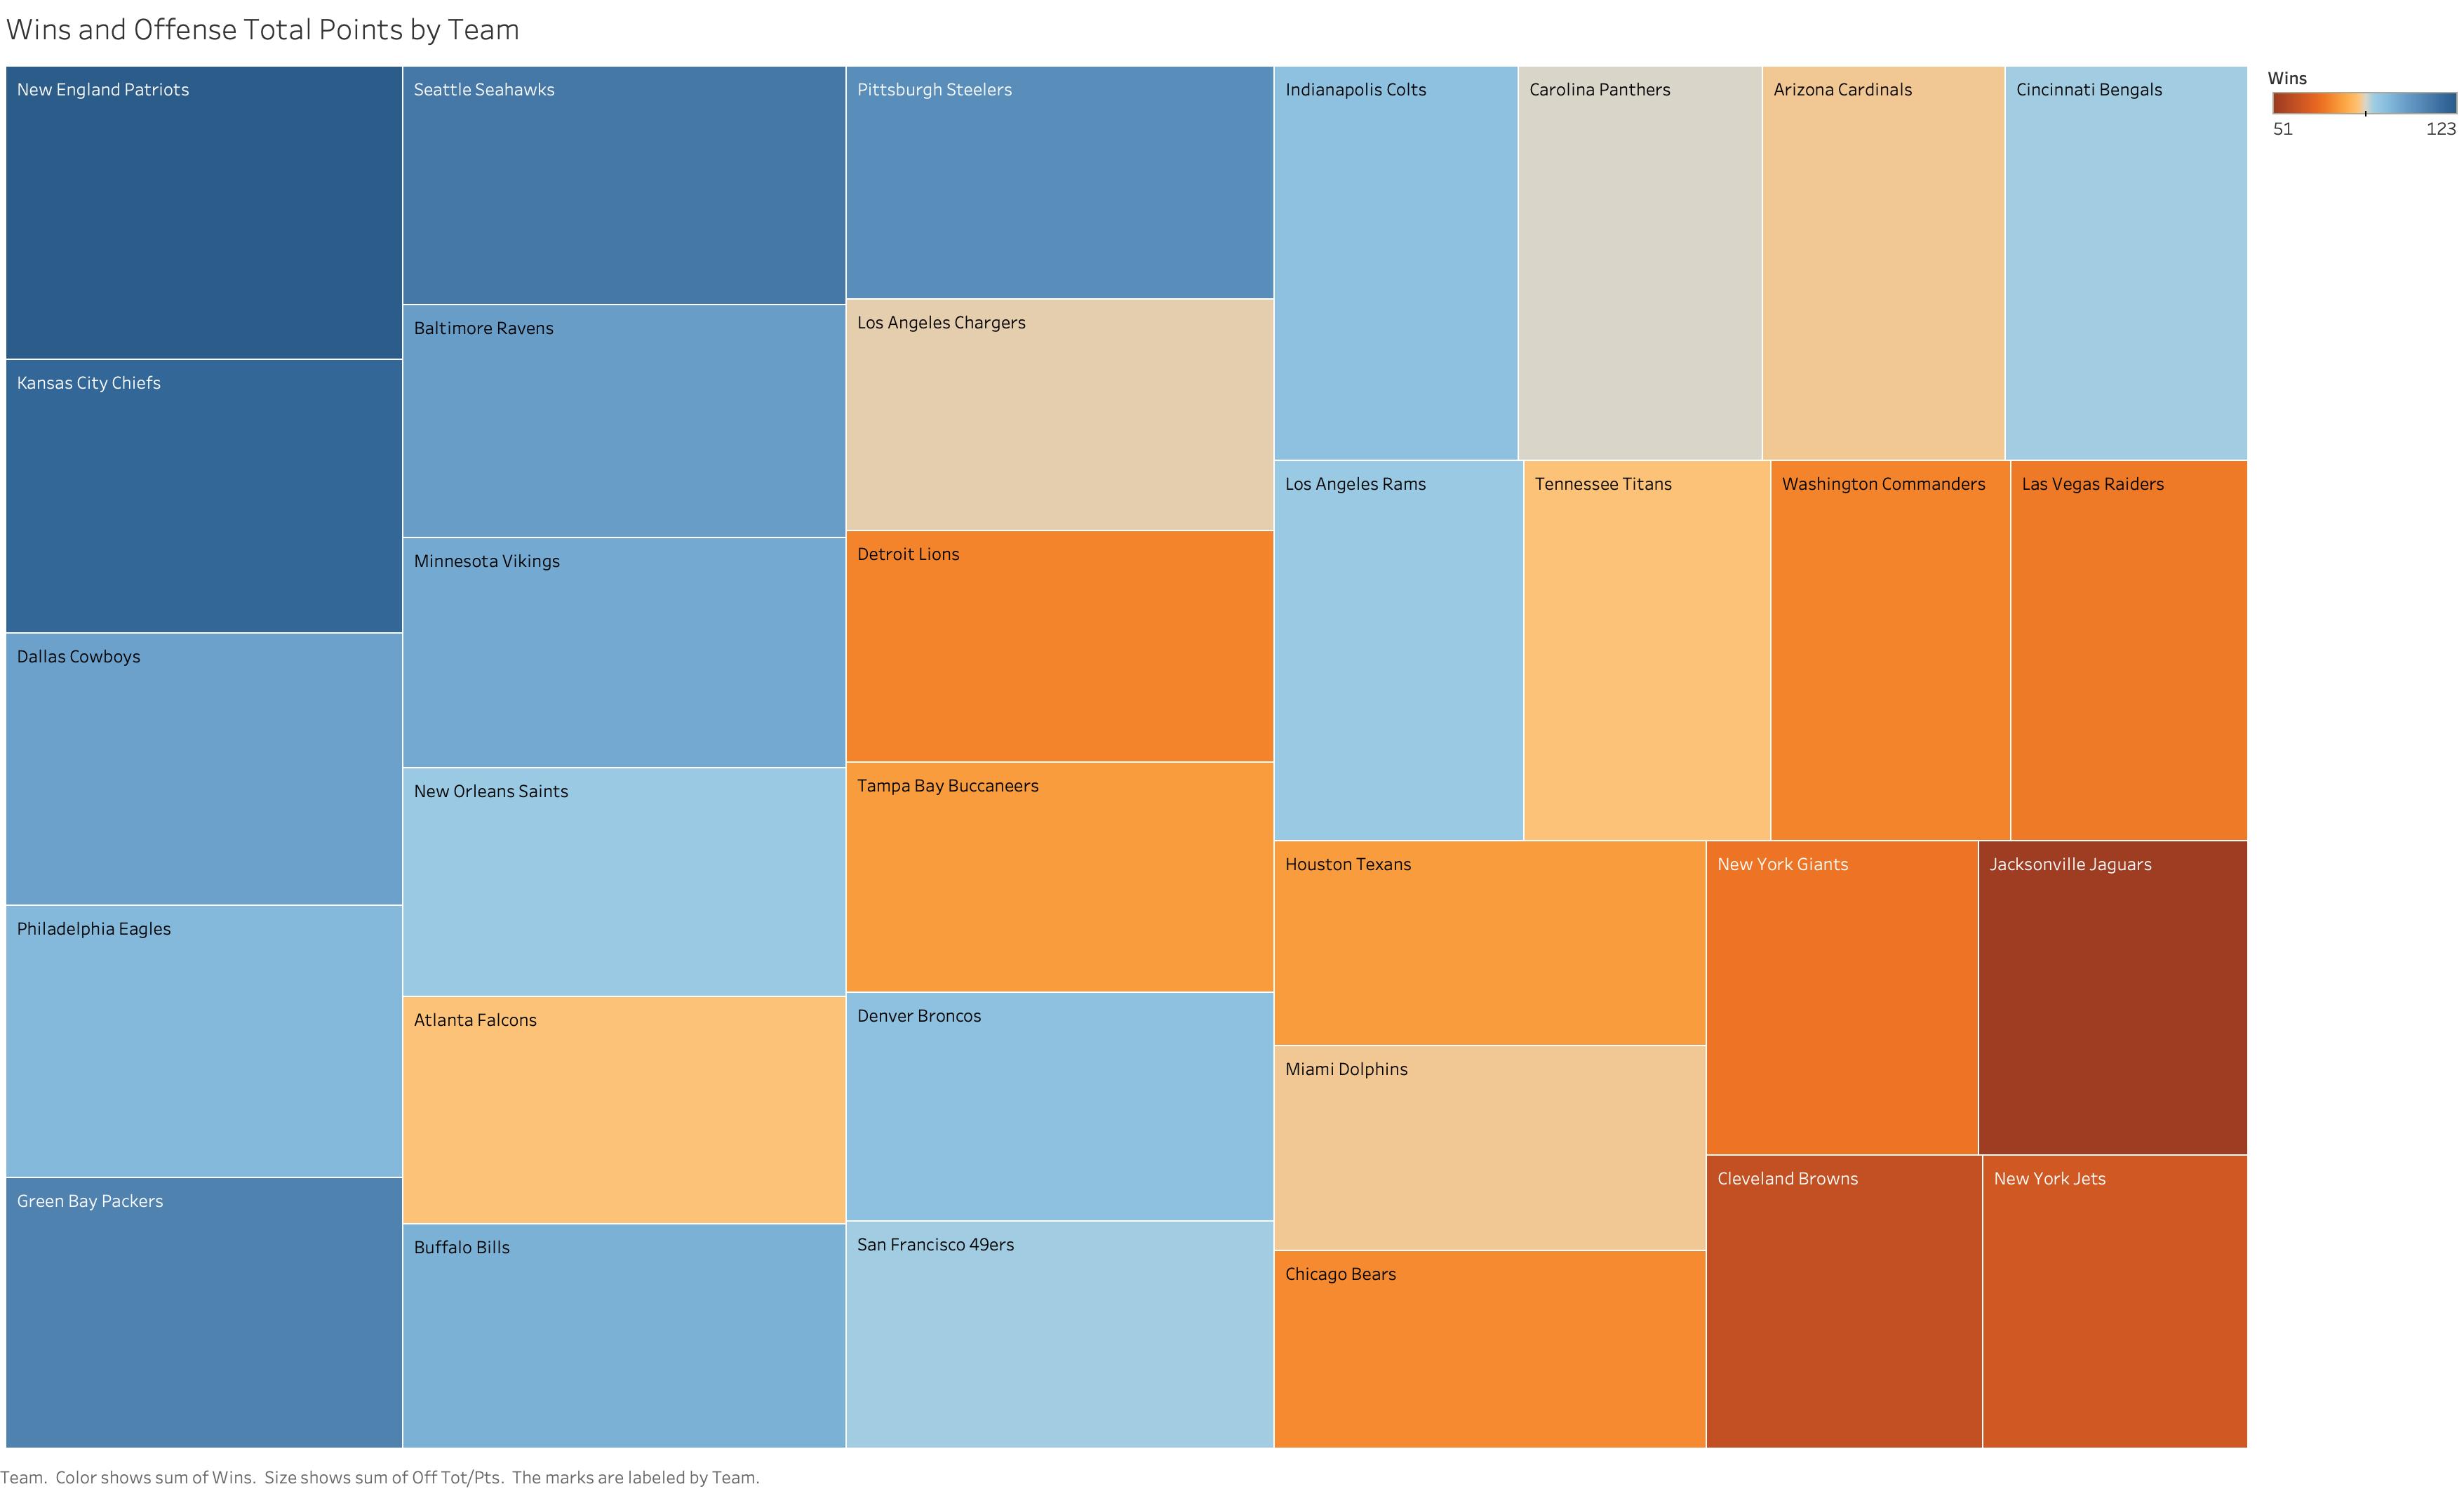 Wins and Offense Total Points by Team
New England Patriots
Kansas City Chiefs
Dallas Cowboys
Philadelphia Eagles
Green Bay Packers
Seattle Seahawks
Baltimore Ravens
Minnesota Vikings
New Orleans Saints
Atlanta Falcons
Buffalo Bills
Pittsburgh Steelers
Los Angeles Chargers
Detroit Lions
Tampa Bay Buccaneers
Denver Broncos
San Francisco 49ers
Indianapolis Colts
Carolina Panthers
Arizona Cardinals
Cincinnati Bengals
Los Angeles Rams
Tennessee Titans
Washington Commanders
Las Vegas Raiders
Houston Texans
Miami Dolphins
Chicago Bears
New York Giants
Jacksonville Jaguars
Cleveland Browns
New York Jets
Wins
51 123
Team. Color shows sum of Wins. Size shows sum of Off Tot/Pts. The marks are labeled by Team.